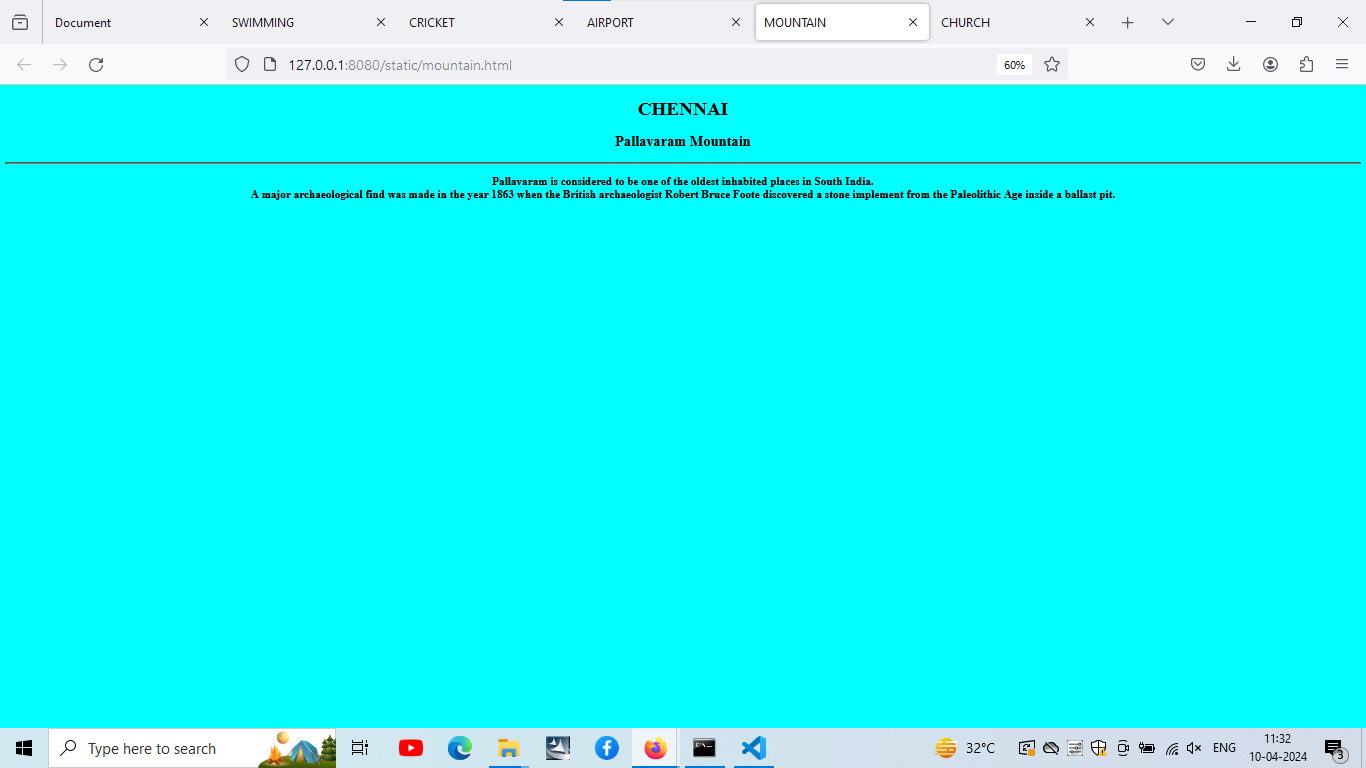 Document
SWIMMING
CRICKET
AIRPORT
MOUNTAIN
CHURCH
127.0.0.1:8080/static/mountain.html
60%
CHENNAI
Pallavaram Mountain
Pallavaram is considered to be one of the oldest inhabited places in South India.
A major archaeological find was made in the year 1863 when the British archaeologist Robert Bruce Foote discovered a stone implement from the Paleolithic Age inside a ballast pit.
Type here to search
32°C
ENG
11:32
10-04-2024
3